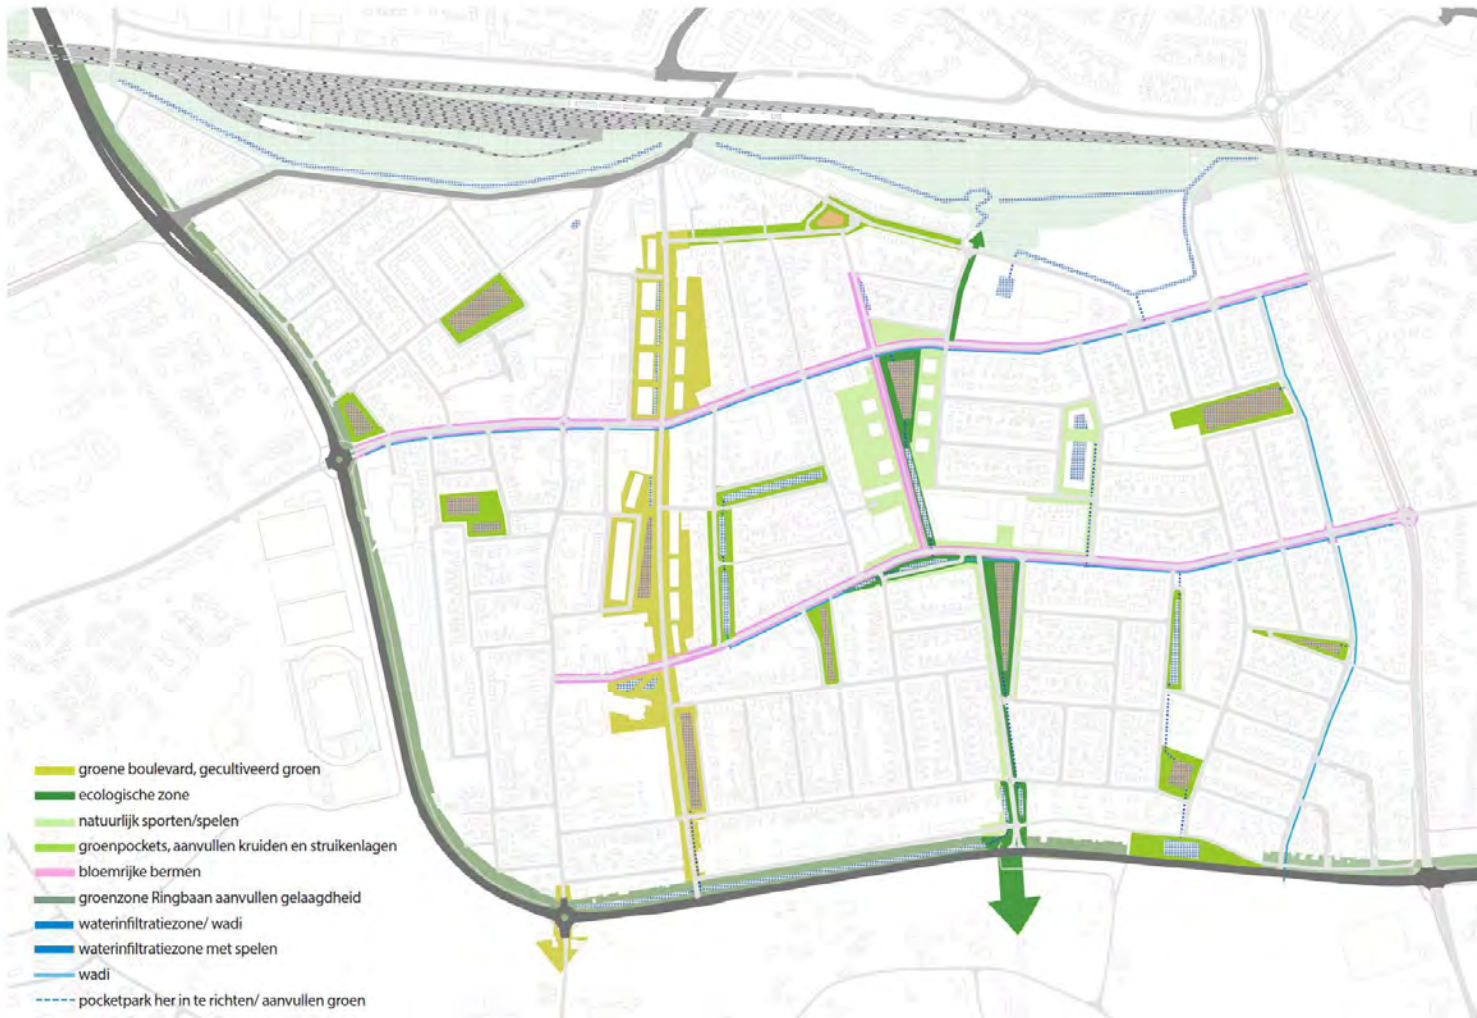 groene boulevard, gecultiveerd groen
ecologische zone
natuurlijk sporten/spelen
groenpockets, aanvullen kruiden en struikenlagen
bloemrijke bermen
groenzone Ringbaan aanvullen gelaagdheid
waterinfiltratiezone/ wadi
waterinfiltratiezone met spelen
wadi
pocketpark her in te richten/ aanvullen groen